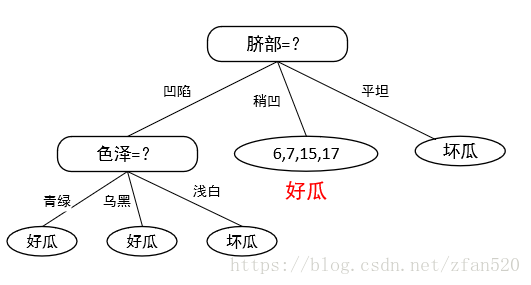 脐部=？
凹陷
稍凹
平坦
色泽=？
6,7,15,17
坏瓜
好瓜
青绿
乌黑
浅白
好瓜
好瓜
坏瓜
https://blog.csdn.net/zfan520